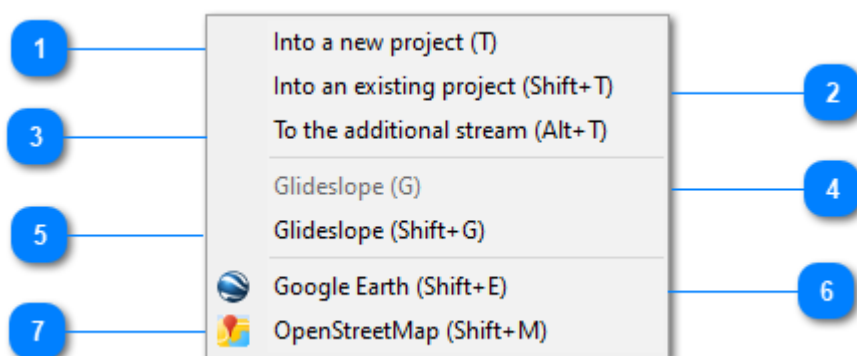 1 Into a new project (T)
Into an existing project (Shift+T) 2
3 To the additional stream (Alt+T)
Glideslope (G) 4
5 Glideslope (Shift+G)
Google Earth (Shift+E) 6
7 OpenStreetMap (Shift+M)